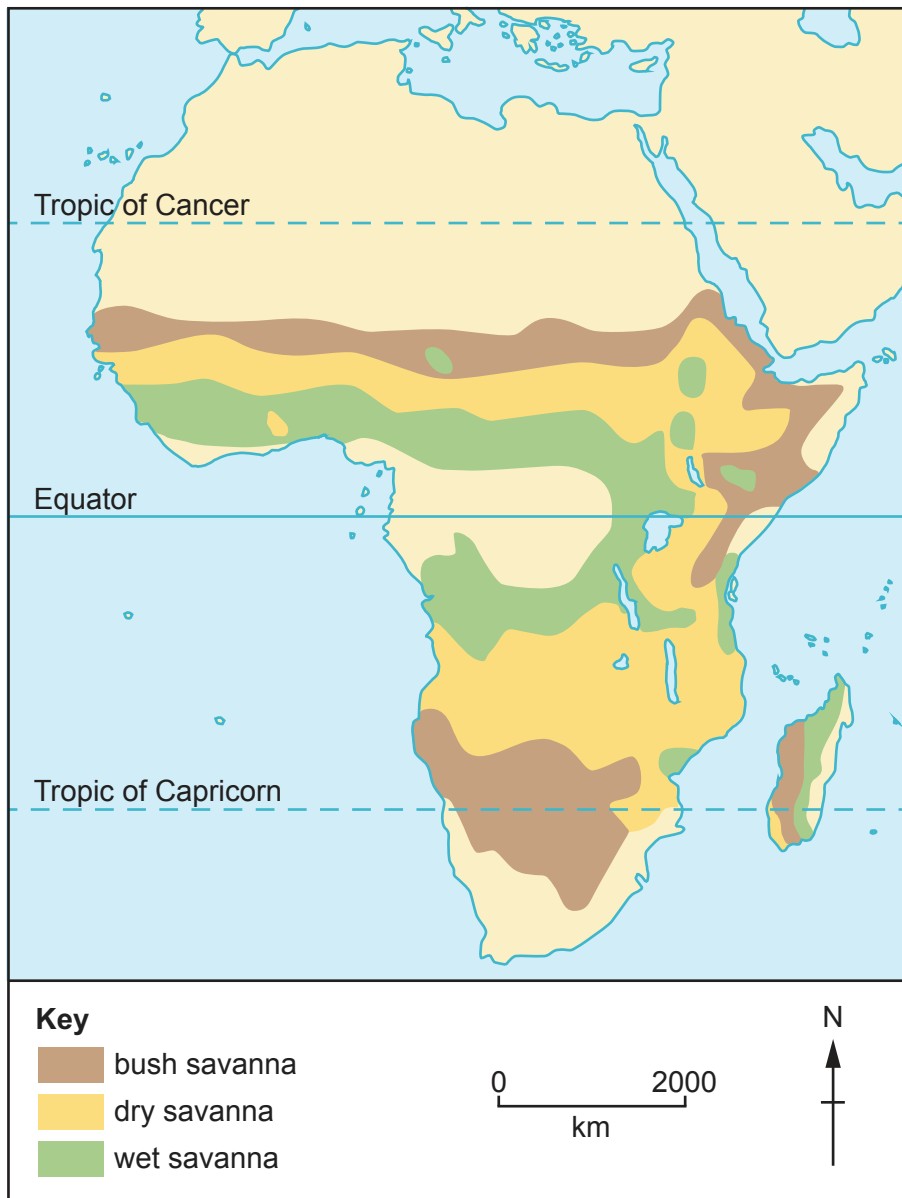 Tropic of Cancer
Equator
Tropic of Capricorn
Key
bush savanna
dry savanna
wet savanna
0 2000
km
N